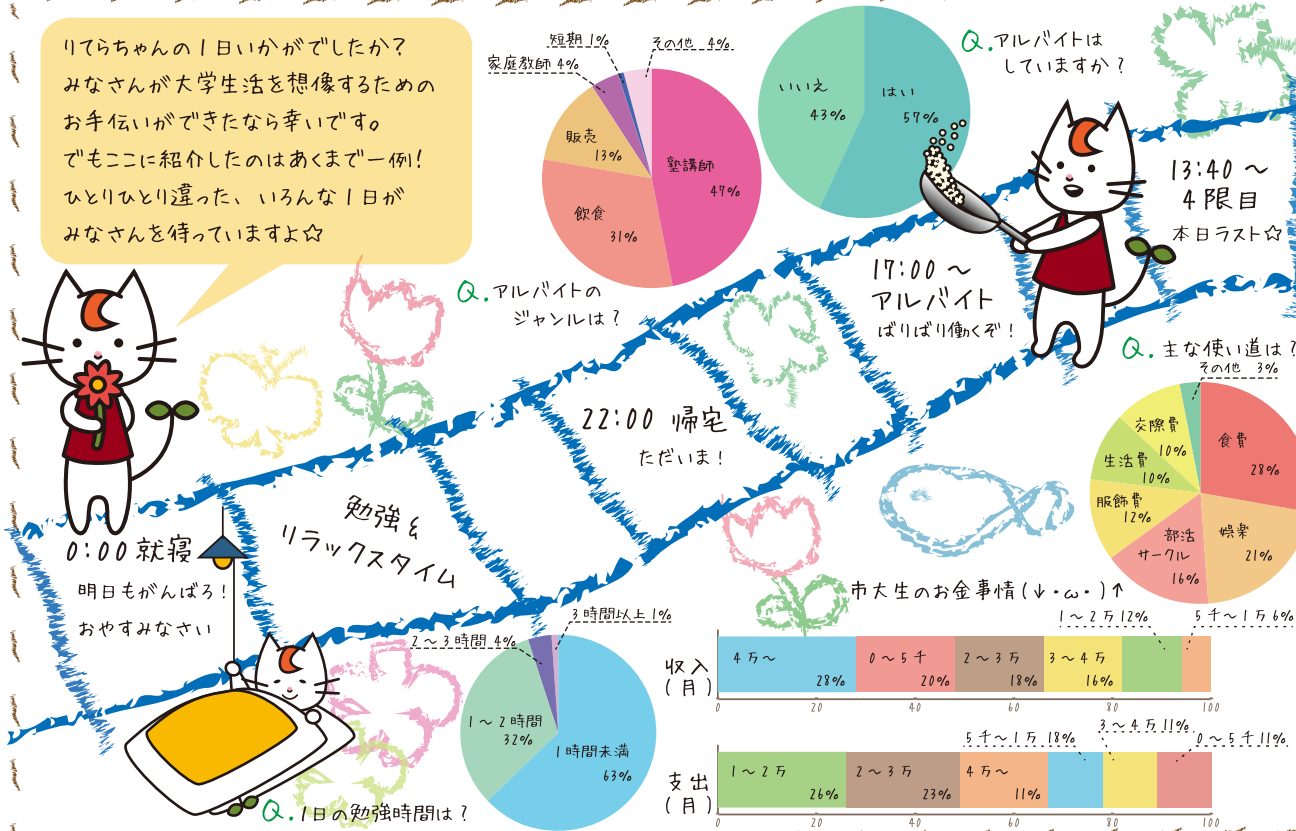 りてらちゃんの1日いかがでしたか?
みなさんが大学生活を想像するための
お手伝いができたなら幸いです。
でもここに紹介したのはあくまで一例!
ひとりひとり違った、いろんな1日が
みなさんを待っていますよ☆
短期 1%
その他 4%
家庭教師 4%
販売
13%
塾講師
47%
飲食
31%
Q.アルバイトの
ジャンルは?
Q.アルバイトは
していますか?
いいえ
43%
はい
57%
13:40~
4限目
本日ラスト☆
17:00~
アルバイト
ばりばり働くぞ!
22:00 帰宅
ただいま!
勉強&
リラックスタイム
0:00就寝
明日もがんばろ!
おやすみなさい
Q.主な使い道は?
その他 3%
食費
28%
娯楽
21%
部活
サークル
16%
服飾費
12%
生活費
10%
交際費
10%
3時間以上1%
2~3時間4%
1~2時間
32%
1時間未満
63%
Q.1日の勉強時間は?
市大生のお金事情(↓・ω・)↑
1~2万12%
5千~1万6%
収入
(月)
4万~
28%
0~5千
20%
2~3万
18%
3~4万
16%
0 20 40 60 80 100
3~4万11%
5千~1万 18%
0~5千11%
支出
(月)
1~2万
26%
2~3万
23%
4万~
11%
0 20 40 60 80 100